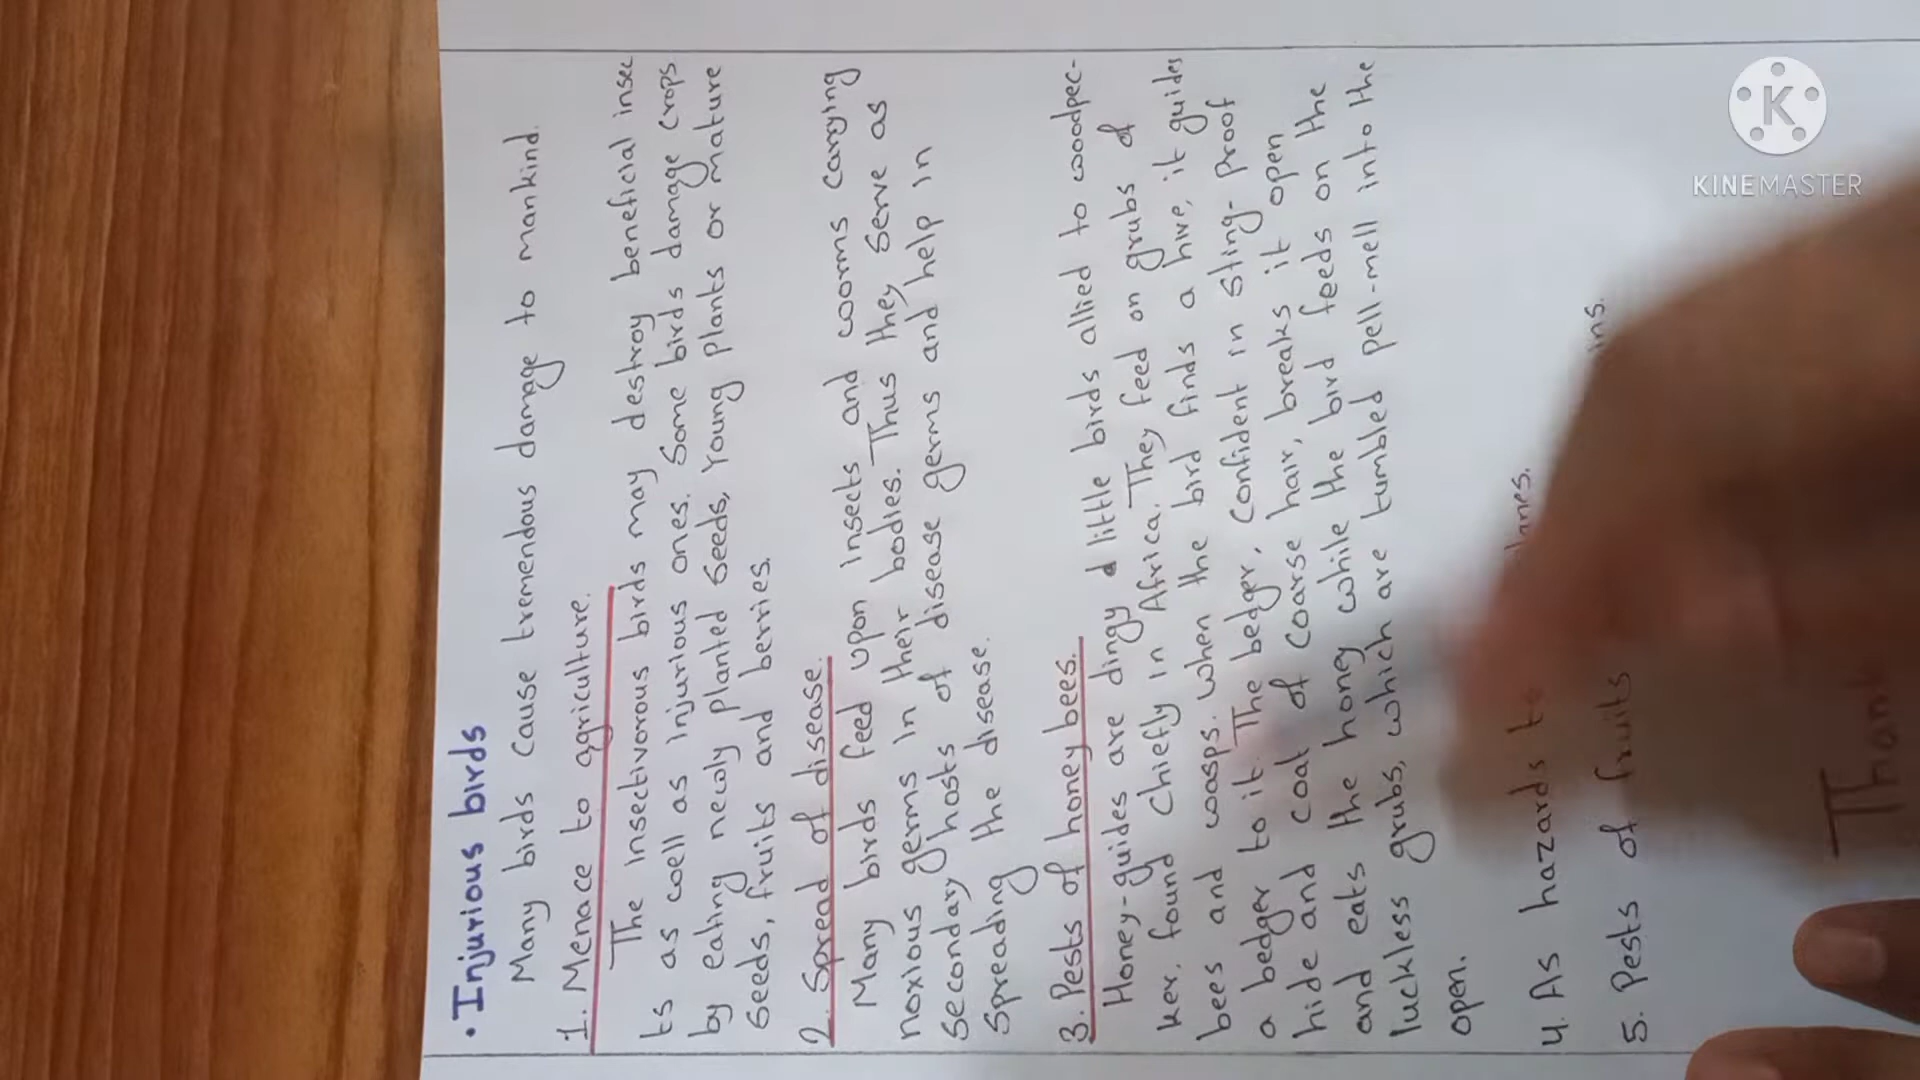 • Injurious birds
Many birds cause tremendous damage to mankind.
1. Menace to agriculture.
The insectivorous birds may destroy beneficial insec
ts as well as injurious ones. Some birds damage crops
by eating newly planted seeds, Young plants or mature
seeds, fruits and berries.
2. Spread of disease.
Many birds feed upon insects and worms carrying
noxious germs in their bodies. Thus they serve as
secondary hosts of disease germs and help in
spreading the disease.
3. Pests of honey bees.
Honey-guides are dingy little birds allied to woodpec-
ker, found chiefly in Africa. They feed on grubs of
bees and wasps. when the bird finds a hive, it guides
a bedger to it. The bedger, confident in sting-proof
hide and coat of coarse hair, breaks it open
and eats the honey while the bird feeds on the
luckless grubs, which are tumbled pell-mell into the
open.
4. As hazards
5. Pests of fruits
Thank
KINEMASTER